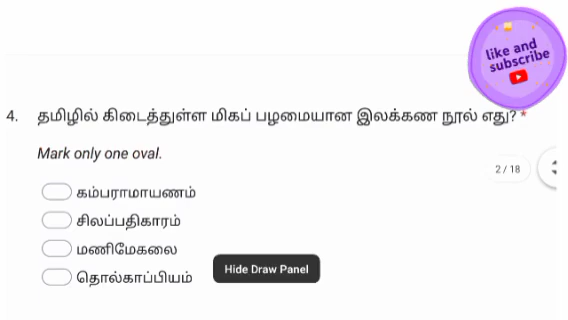 like and
subscribe
4. தமிழில் கிடைத்துள்ள மிகப் பழமையான இலக்கண நூல் எது? *
Mark only one oval.
2 / 18
கம்பராமாயணம்
சிலப்பதிகாரம்
மணிமேகலை
தொல்காப்பியம்
Hide Draw Panel